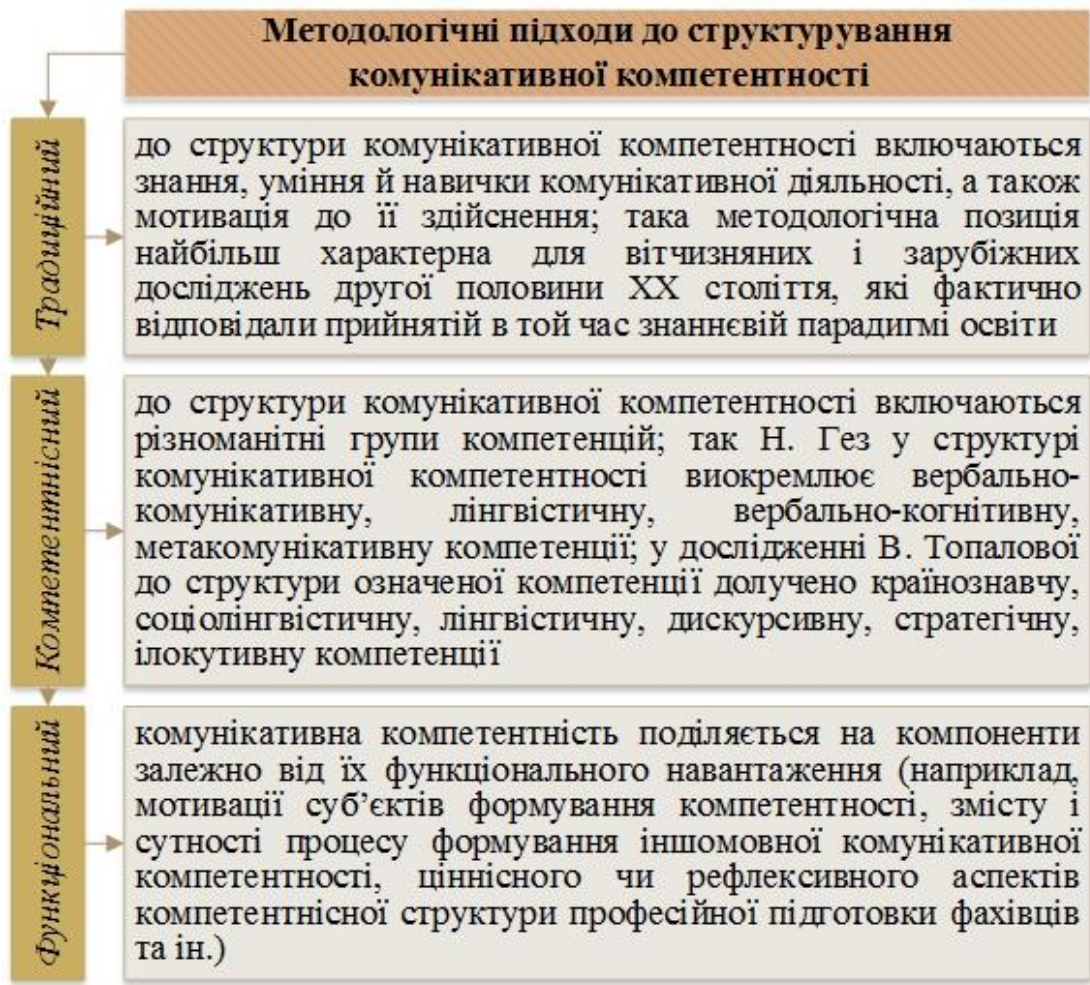 Методологічні підходи до структурування
комунікативної компетентності
Традиційний
до структури комунікативної компетентності включаються
знання, уміння й навички комунікативної діяльності, а також
мотивація до її здійснення; така методологічна позиція
найбільш характерна для вітчизняних і зарубіжних
досліджень другої половини ХХ століття, які фактично
відповідали прийнятій в той час знаннєвій парадигмі освіти
Компетентнісний
до структури комунікативної компетентності включаються
різноманітні групи компетенцій; так Н. Гез у структурі
комунікативної компетентності виокремлює вербально-
комунікативну, лінгвістичну, вербально-когнітивну,
метакомунікативну компетенції; у дослідженні В. Топалової
до структури означеної компетенції долучено країнознавчу,
соціолінгвістичну, лінгвістичну, дискурсивну, стратегічну,
ілокутивну компетенції
Функціональний
комунікативна компетентність поділяється на компоненти
залежно від їх функціонального навантаження (наприклад,
мотивації суб’єктів формування компетентності, змісту і
сутності процесу формування іншомовної комунікативної
компетентності, ціннісного чи рефлексивного аспектів
компетентнісної структури професійної підготовки фахівців
та ін.)